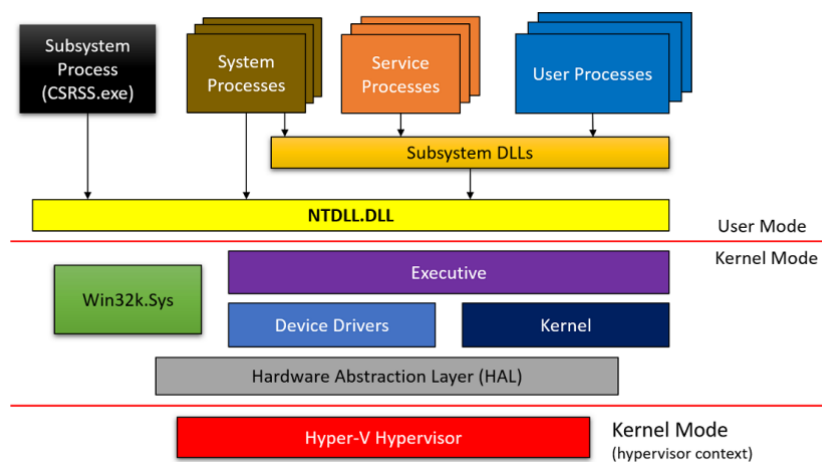 Subsystem
Process
(CSRSS.exe)
System
Processes
Service
Processes
User Processes
Subsystem DLLs
NTDLL.DLL
User Mode
Kernel Mode
Executive
Win32k.Sys
Device Drivers
Kernel
Hardware Abstraction Layer (HAL)
Hyper-V Hypervisor
Kernel Mode
(hypervisor context)